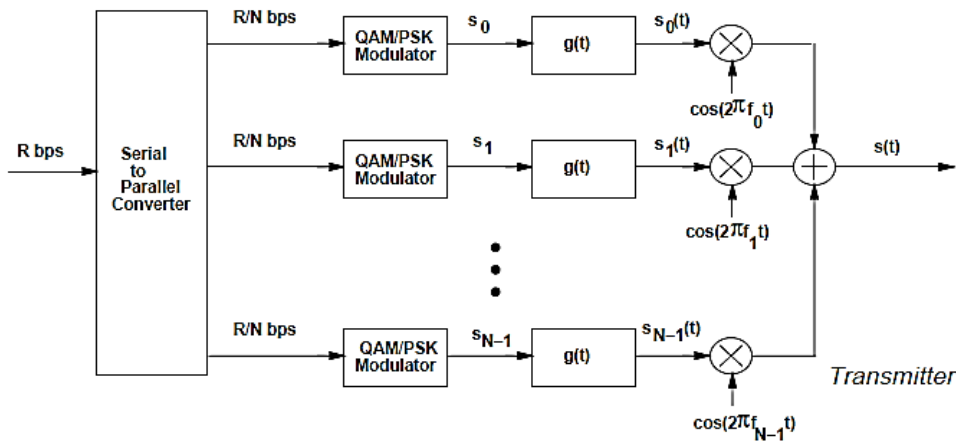 R bps
Serial
to
Parallel
Converter
R/N bps
QAM/PSK
Modulator
s0
g(t)
s0(t)
cos(2πf0t)
R/N bps
QAM/PSK
Modulator
s1
g(t)
s1(t)
cos(2πf1t)
s(t)
R/N bps
QAM/PSK
Modulator
sN−1
g(t)
sN−1(t)
cos(2πfN−1t)
Transmitter